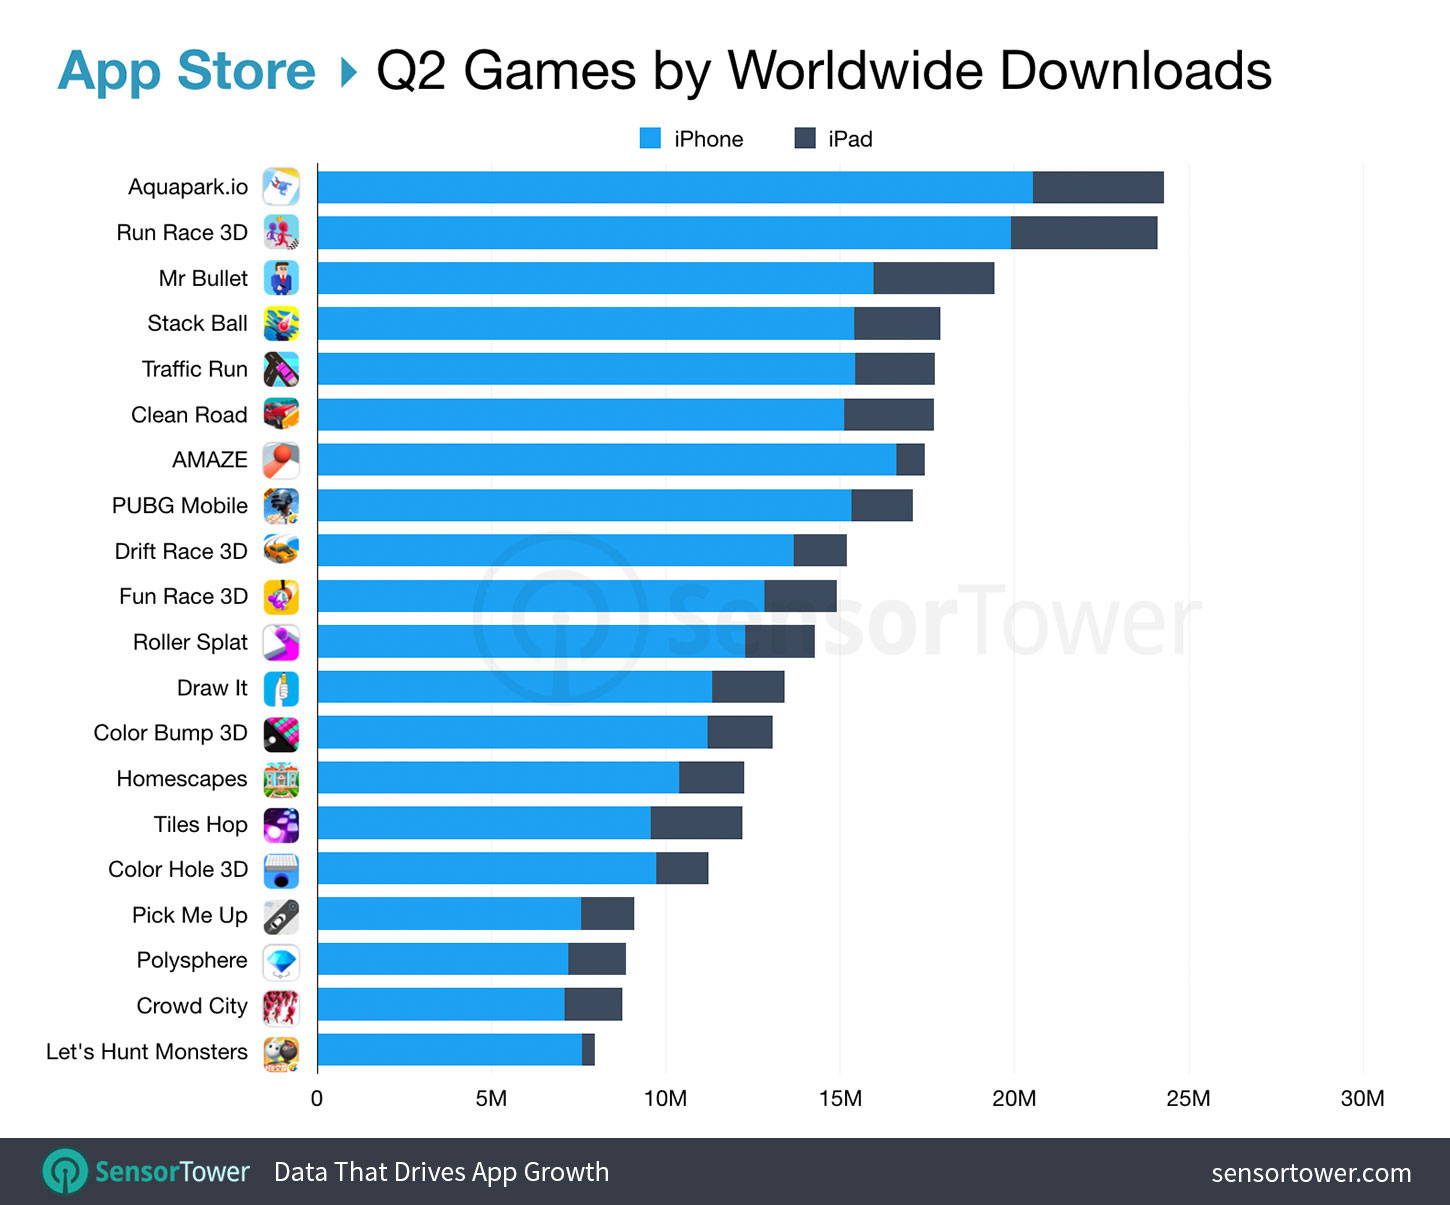 App Store ▸ Q2 Games by Worldwide Downloads
iPhone iPad
Aquapark.io
Run Race 3D
Mr Bullet
Stack Ball
Traffic Run
Clean Road
AMAZE
PUBG Mobile
Drift Race 3D
Fun Race 3D
Roller Splat
Draw It
Color Bump 3D
Homescapes
Tiles Hop
Color Hole 3D
Pick Me Up
Polysphere
Crowd City
Let's Hunt Monsters
SensorTower
0 5M 10M 15M 20M 25M 30M
SensorTower Data That Drives App Growth sensortower.com